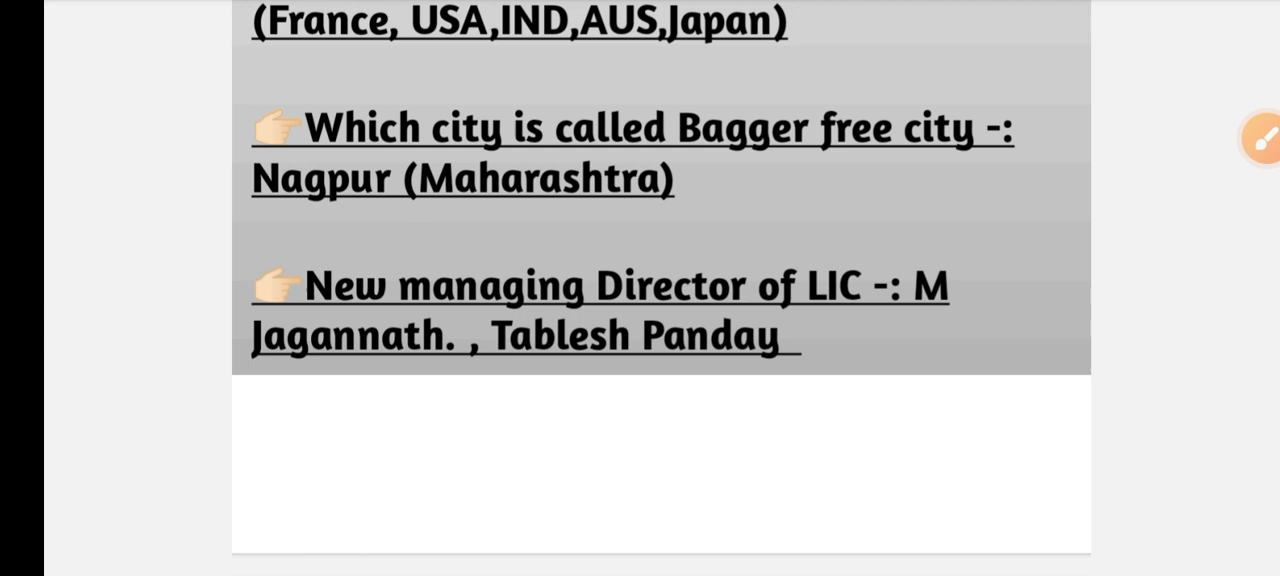 (France, USA,IND,AUS,Japan)
👉🏻Which city is called Bagger free city -:
Nagpur (Maharashtra)
👉🏻New managing Director of LIC -: M
Jagannath. , Tablesh Panday